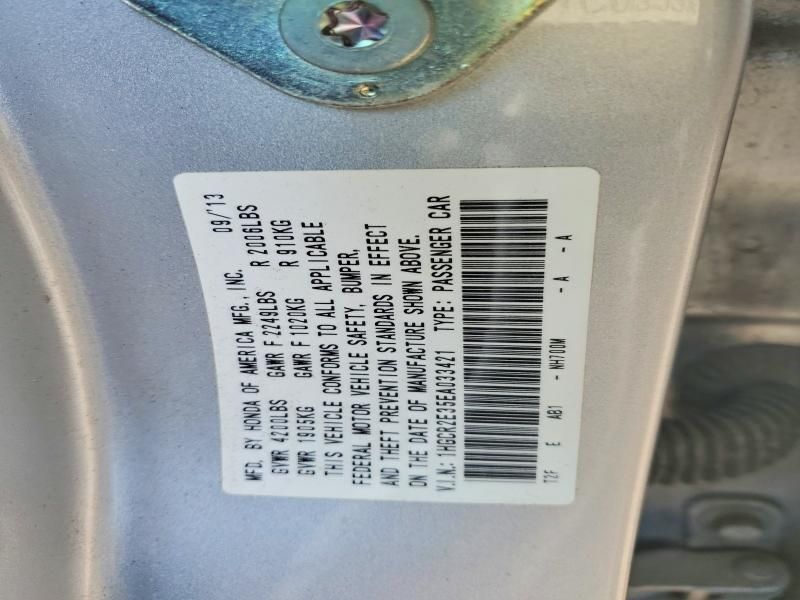 MFD. BY HONDA OF AMERICA MFG., INC. 09/'13
GVWR 4200LBS GAWR F 2249LBS R 2006LBS
GVWR 1905KG GAWR F 1020KG R 910KG
THIS VEHICLE CONFORMS TO ALL APPLICABLE
FEDERAL MOTOR VEHICLE SAFETY, BUMPER,
AND THEFT PREVENTION STANDARDS IN EFFECT
ON THE DATE OF MANUFACTURE SHOWN ABOVE.
V.I.N.: 1HGCR2E35EA033421 TYPE: PASSENGER CAR
T2F E AB1 - NH700M - A - A